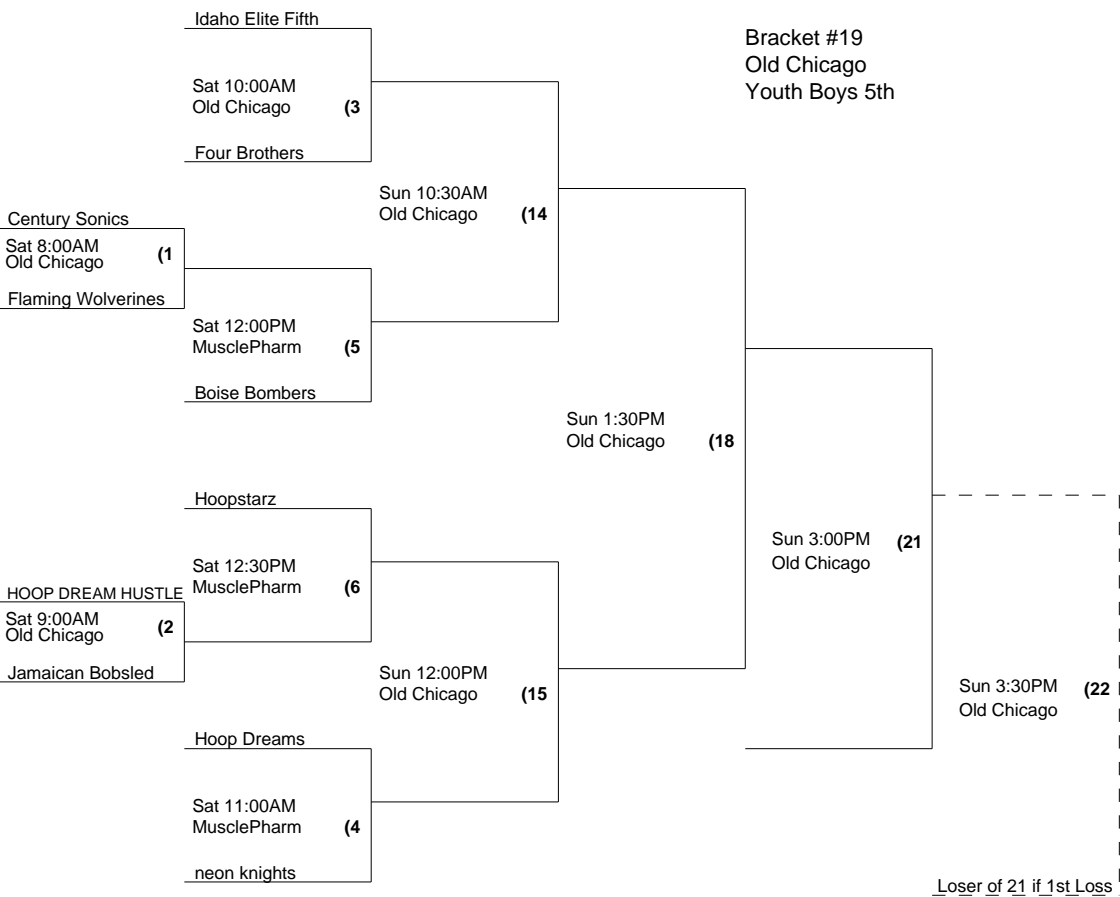 Idaho Elite Fifth
Bracket #19
Old Chicago
Youth Boys 5th
Sat 10:00AM
Old Chicago (3
Four Brothers
Sun 10:30AM
Old Chicago (14
Century Sonics
Sat 8:00AM
Old Chicago (1
Flaming Wolverines
Sat 12:00PM
MusclePharm (5
Boise Bombers
Sun 1:30PM
Old Chicago (18
Hoopstarz
Sat 12:30PM
MusclePharm (6
HOOP DREAM HUSTLE
Sat 9:00AM
Old Chicago (2
Jamaican Bobsled
Sun 12:00PM
Old Chicago (15
Hoop Dreams
Sat 11:00AM
MusclePharm (4
neon knights
Sun 3:00PM (21
Old Chicago
Sun 3:30PM (22
Old Chicago
Loser of 21 if 1st Loss